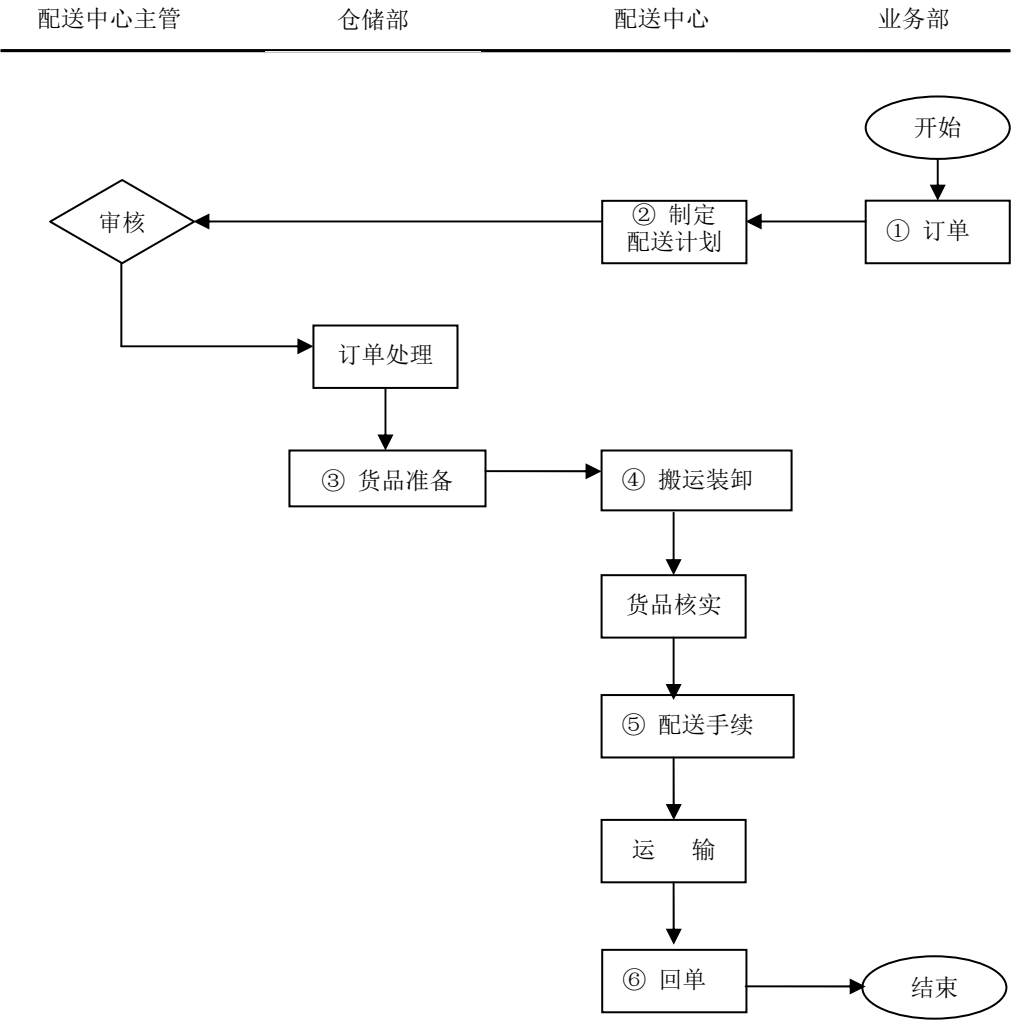 配送中心主管 仓储部 配送中心 业务部
开始
审核
② 制定
配送计划
① 订单
订单处理
③ 货品准备
④ 搬运装卸
货品核实
⑤ 配送手续
运 输
⑥ 回单
结束